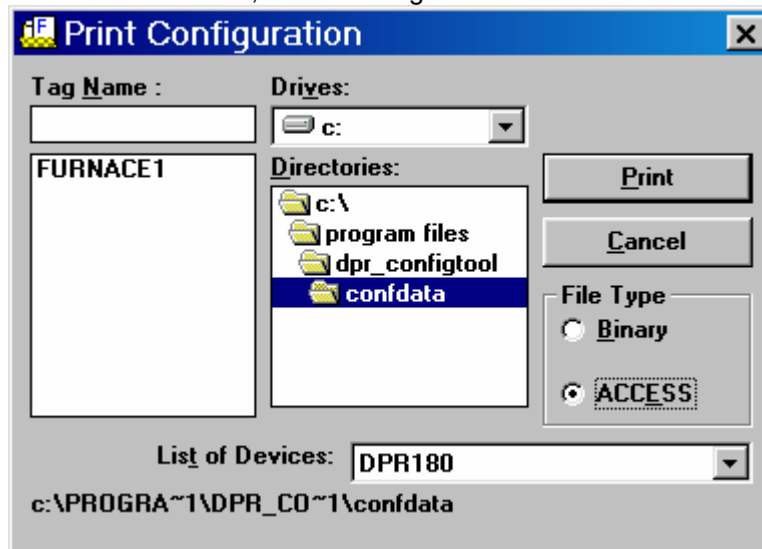 Print Configuration
Tag Name :
Drives:
c:
FURNACE1
Directories:
c:\
program files
dpr_configtool
confdata
Print
Cancel
File Type
Binary
ACCESS
List of Devices:
DPR180
c:\PROGRA~1\DPR_CO~1\confdata